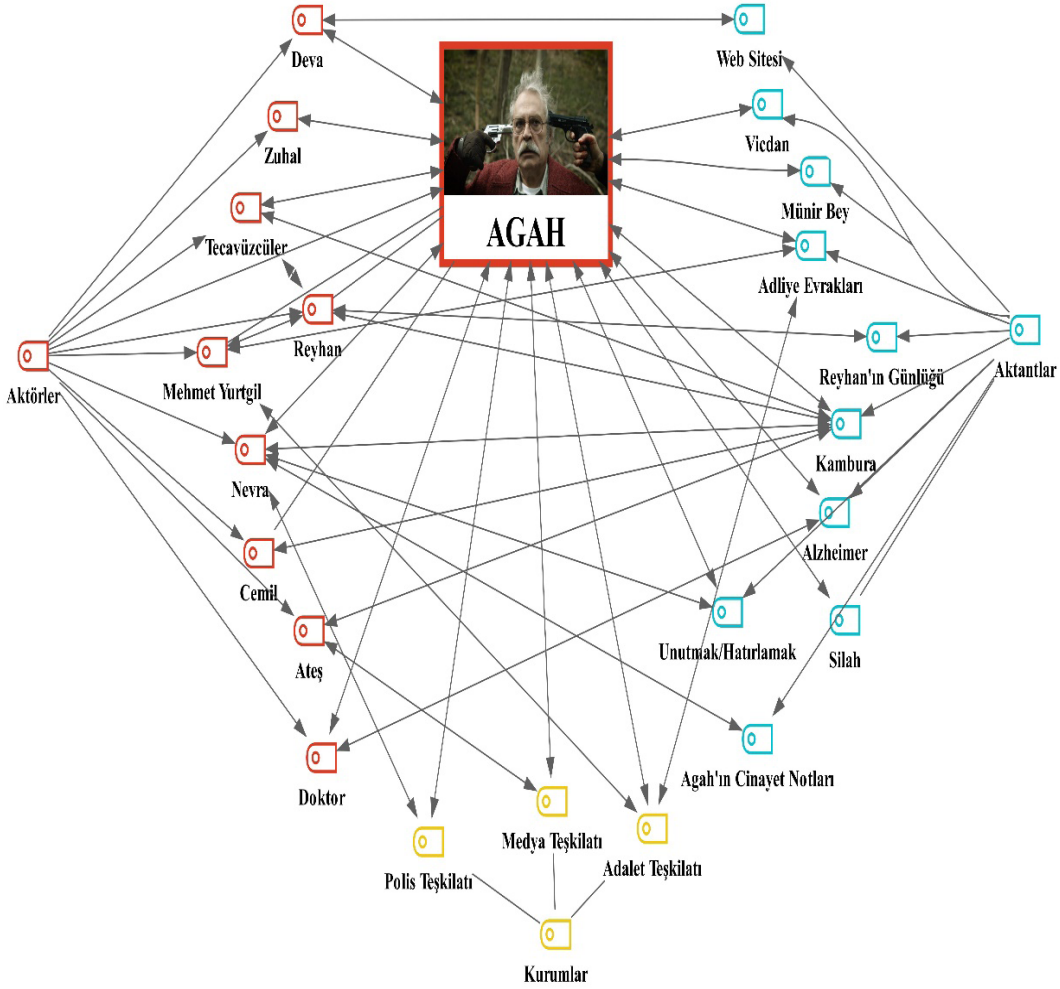 Deva
Web Sitesi
Zuhal
Vicdan
Münir Bey
Tecavüzcüler
AGAH
Adliye Evrakları
Reyhan
Aktörler
Mehmet Yurtgil
Reyhan'ın Günlüğü
Aktantlar
Nevra
Kambura
Cemil
Alzheimer
Ateş
Unutmak/Hatırlamak
Silah
Doktor
Agah'ın Cinayet Notları
Medya Teşkilatı
Polis Teşkilatı
Adalet Teşkilatı
Kurumlar